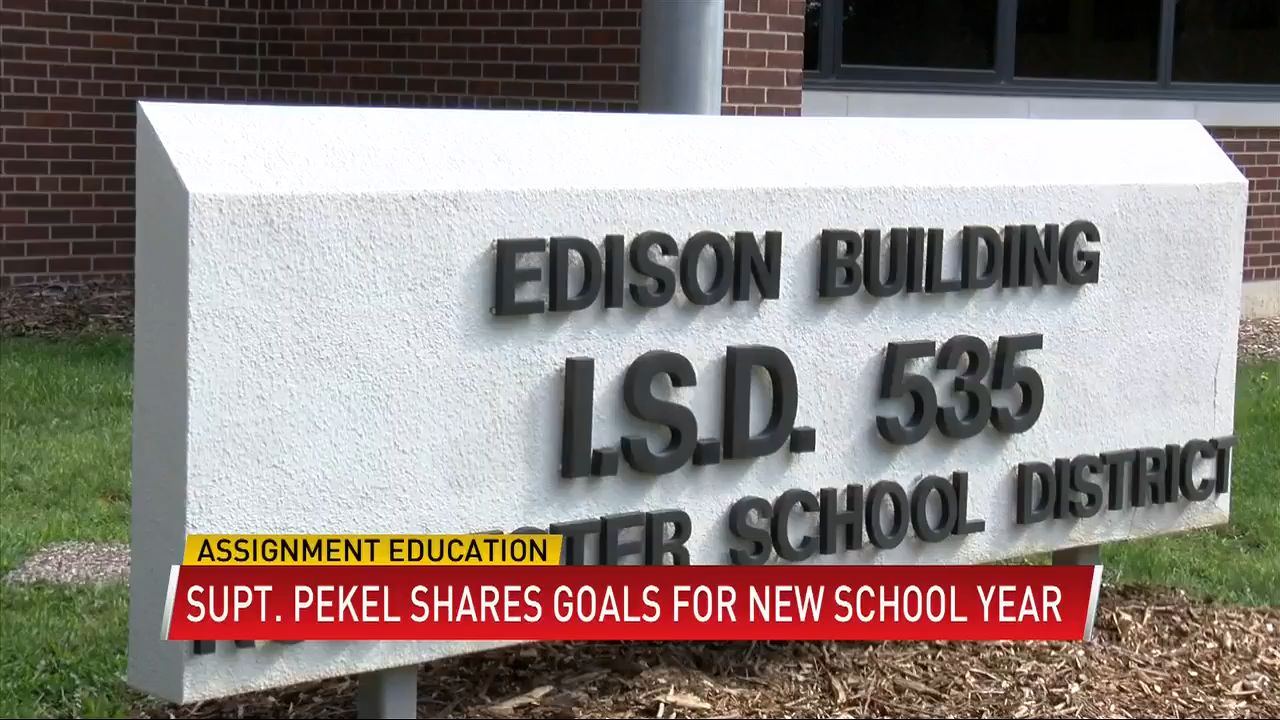 EDISON BUILDING
I.S.D. 535
SCHOOL DISTRICT
ASSIGNMENT EDUCATION
SUPT. PEKEL SHARES GOALS FOR NEW SCHOOL YEAR